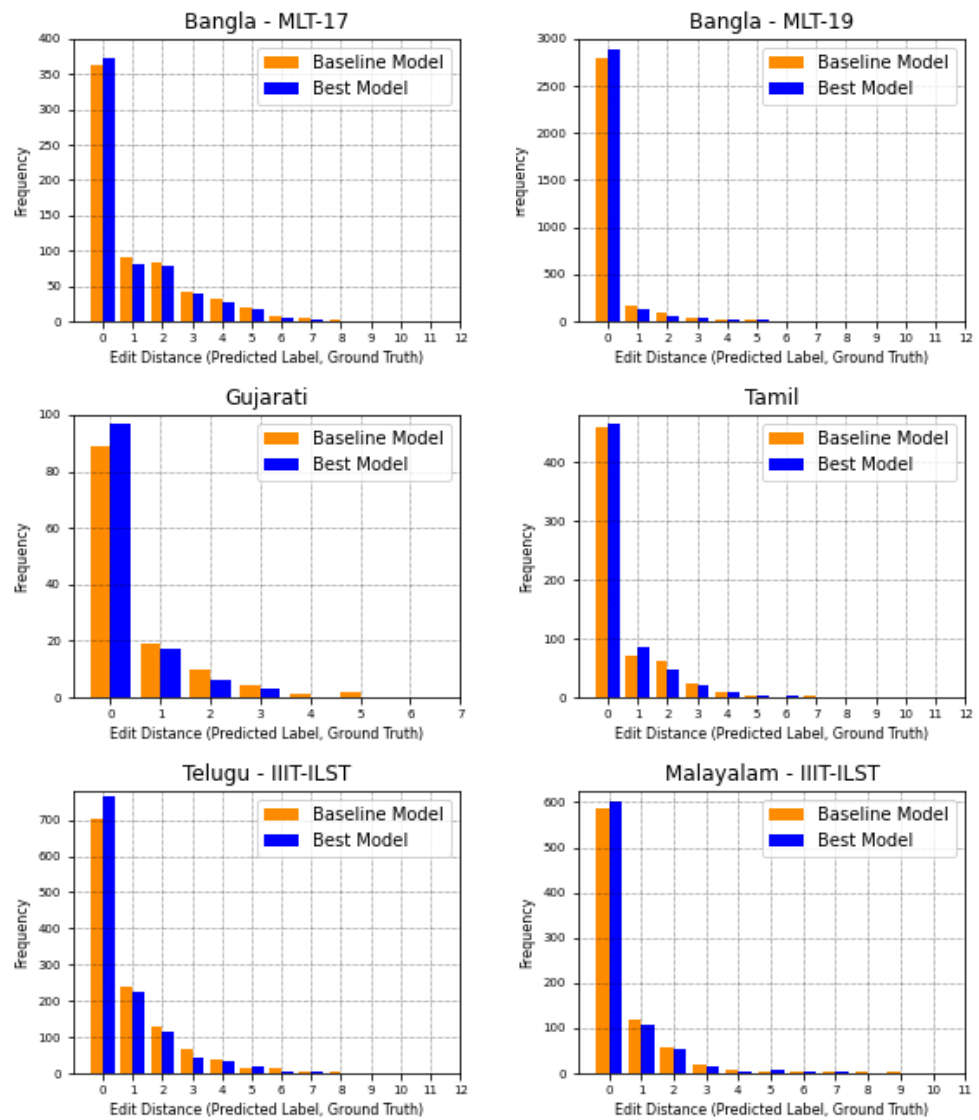 Bangla - MLT-17
400
350
300
250
200
150
100
50
0
Frequency
Baseline Model
Best Model
0 1 2 3 4 5 6 7 8 9 10 11 12
Edit Distance (Predicted Label, Ground Truth)
Bangla - MLT-19
3000
2500
2000
1500
1000
500
0
Frequency
Baseline Model
Best Model
0 1 2 3 4 5 6 7 8 9 10 11 12
Edit Distance (Predicted Label, Ground Truth)
Gujarati
100
80
60
40
20
0
Frequency
Baseline Model
Best Model
0 1 2 3 4 5 6 7
Edit Distance (Predicted Label, Ground Truth)
Tamil
400
300
200
100
0
Frequency
Baseline Model
Best Model
0 1 2 3 4 5 6 7 8 9 10 11 12
Edit Distance (Predicted Label, Ground Truth)
Telugu - IIIT-ILST
700
600
500
400
300
200
100
0
Frequency
Baseline Model
Best Model
0 1 2 3 4 5 6 7 8 9 10 11 12
Edit Distance (Predicted Label, Ground Truth)
Malayalam - IIIT-ILST
600
500
400
300
200
100
0
Frequency
Baseline Model
Best Model
0 1 2 3 4 5 6 7 8 9 10 11
Edit Distance (Predicted Label, Ground Truth)